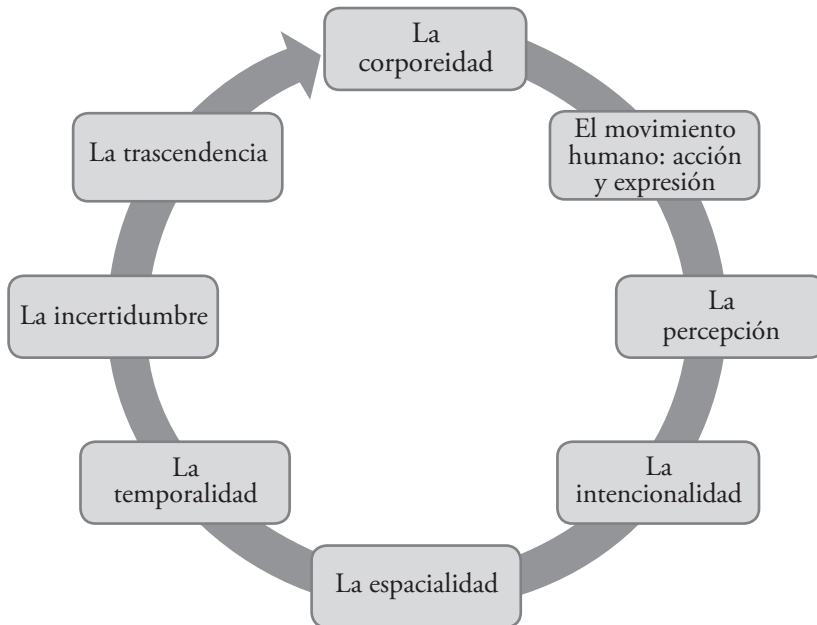 La
corporeidad
El movimiento
humano: acción
y expresión
La
percepción
La
intencionalidad
La espacialidad
La
temporalidad
La incertidumbre
La trascendencia